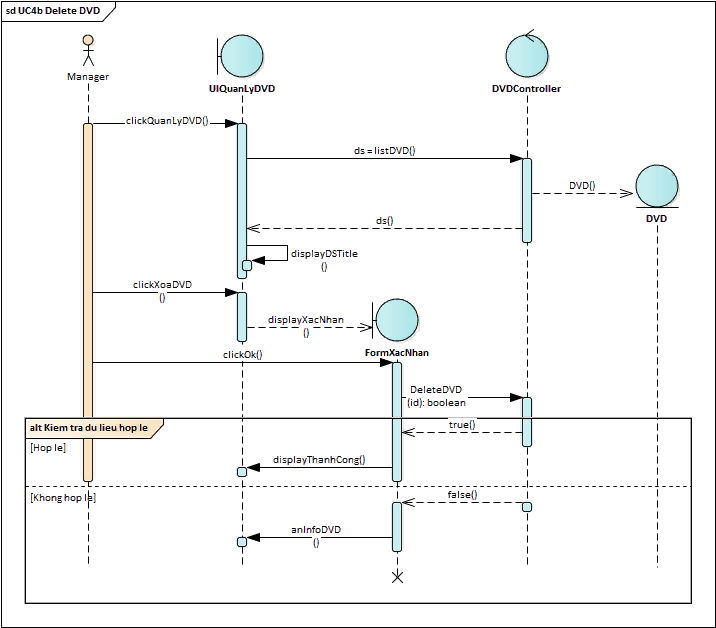 sd UC4b Delete DVD
Manager
UIQuanLyDVD
DVDController
clickQuanLyDVD()
ds = listDVD()
DVD()
DVD
ds()
displayDSTitle
()
clickXoaDVD
()
displayXacNhan
()
FormXacNhan
clickOk()
DeleteDVD
(id): boolean
alt Kiem tra du lieu hop le
true()
[Hop le]
displayThanhCong()
[Khong hop le]
false()
anInfoDVD
()